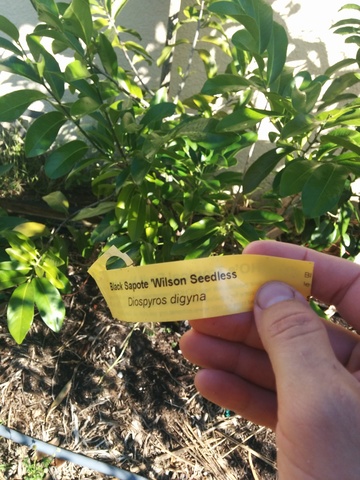 Black Sapote 'Wilson Seedless
Diospyros digyna